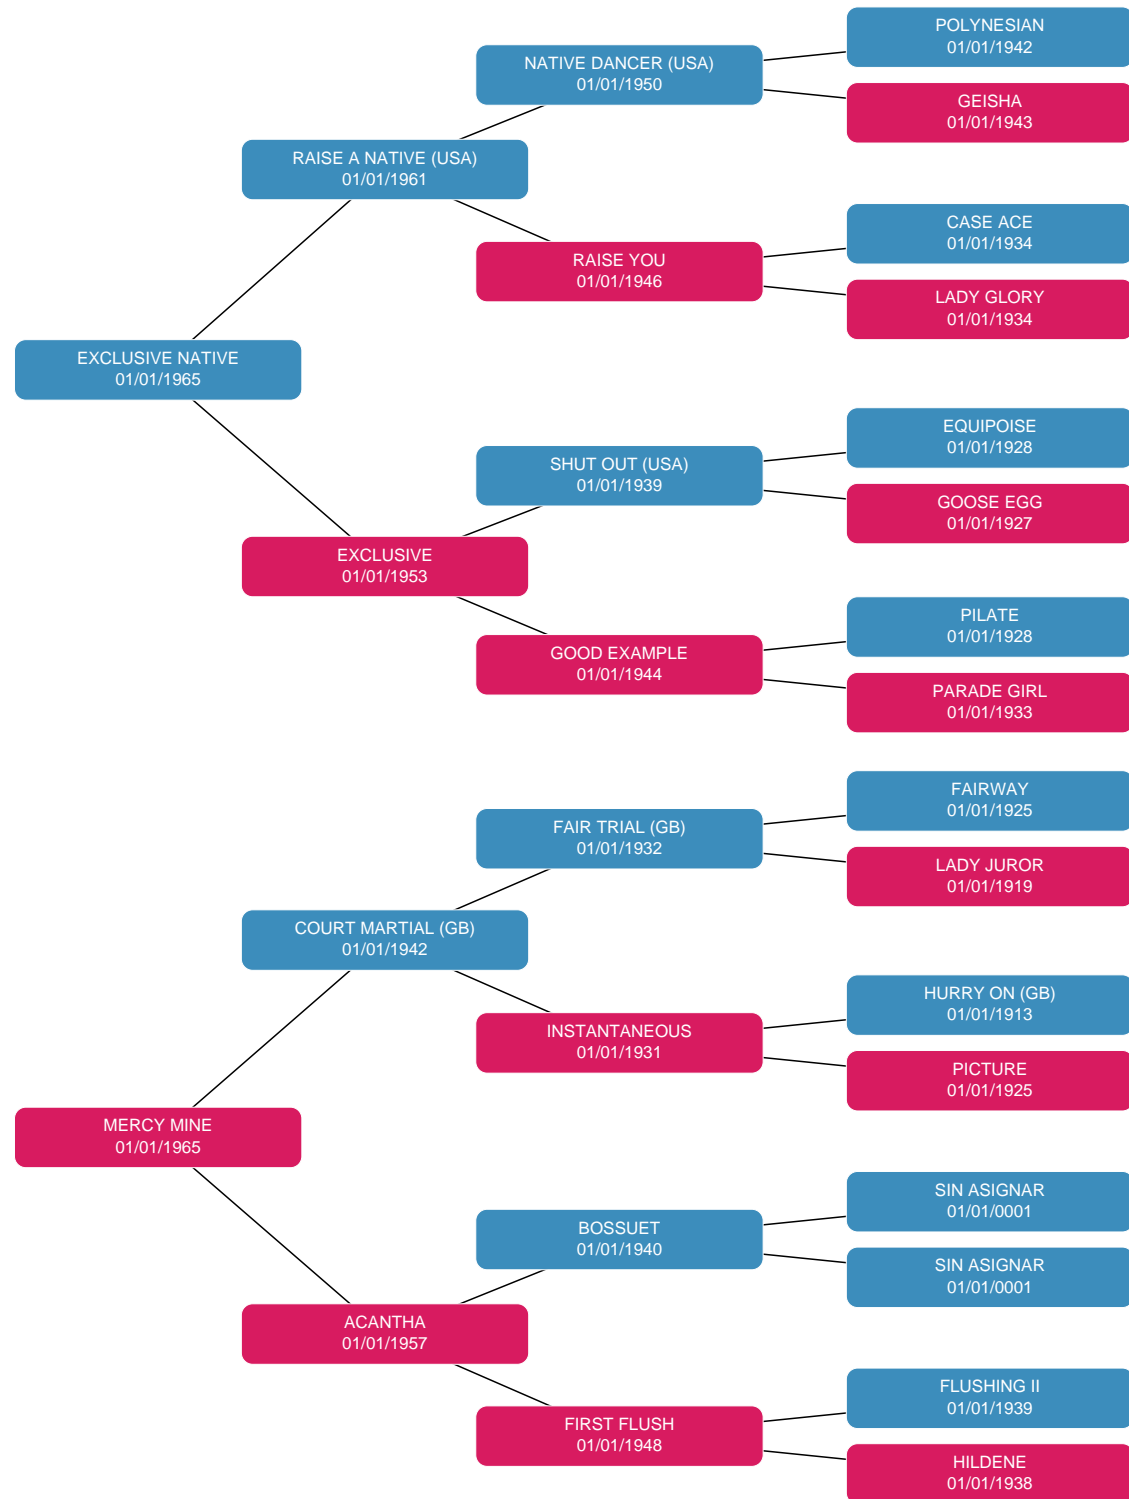 POLYNESIAN
01/01/1942
NATIVE DANCER (USA)
01/01/1950
GEISHA
01/01/1943
RAISE A NATIVE (USA)
01/01/1961
CASE ACE
01/01/1934
RAISE YOU
01/01/1946
LADY GLORY
01/01/1934
EXCLUSIVE NATIVE
01/01/1965
EQUIPOISE
01/01/1928
SHUT OUT (USA)
01/01/1939
GOOSE EGG
01/01/1927
EXCLUSIVE
01/01/1953
PILATE
01/01/1928
GOOD EXAMPLE
01/01/1944
PARADE GIRL
01/01/1933
FAIRWAY
01/01/1925
FAIR TRIAL (GB)
01/01/1932
LADY JUROR
01/01/1919
COURT MARTIAL (GB)
01/01/1942
HURRY ON (GB)
01/01/1913
INSTANTANEOUS
01/01/1931
PICTURE
01/01/1925
MERCY MINE
01/01/1965
SIN ASIGNAR
01/01/0001
BOSSUET
01/01/1940
SIN ASIGNAR
01/01/0001
ACANTHA
01/01/1957
FLUSHING II
01/01/1939
FIRST FLUSH
01/01/1948
HILDENE
01/01/1938